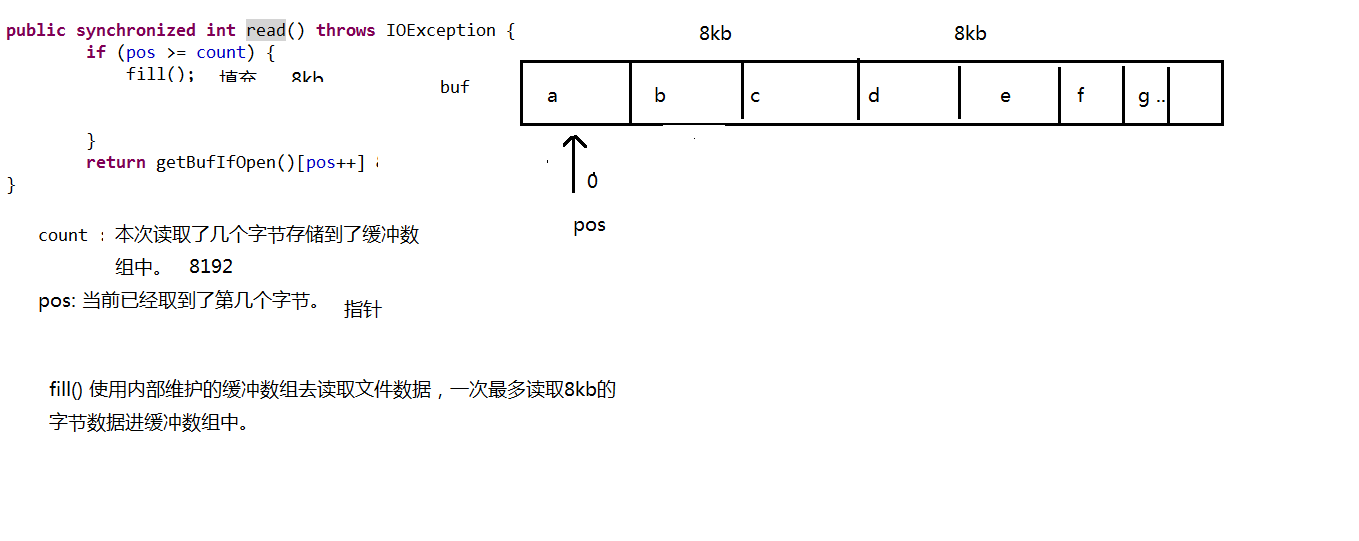 public synchronized int read() throws IOException {
if (pos >= count) {
fill(); 填充 8kb
}
return getBufIfOpen()[pos++]
}
count : 本次读取了几个字节存储到了缓冲数
组中。 8192
pos: 当前已经取到了第几个字节。 指针
fill() 使用内部维护的缓冲数组去读取文件数据，一次最多读取8kb的
字节数据进缓冲数组中。
8kb 8kb
buf
a b c d e f g ..
0
pos